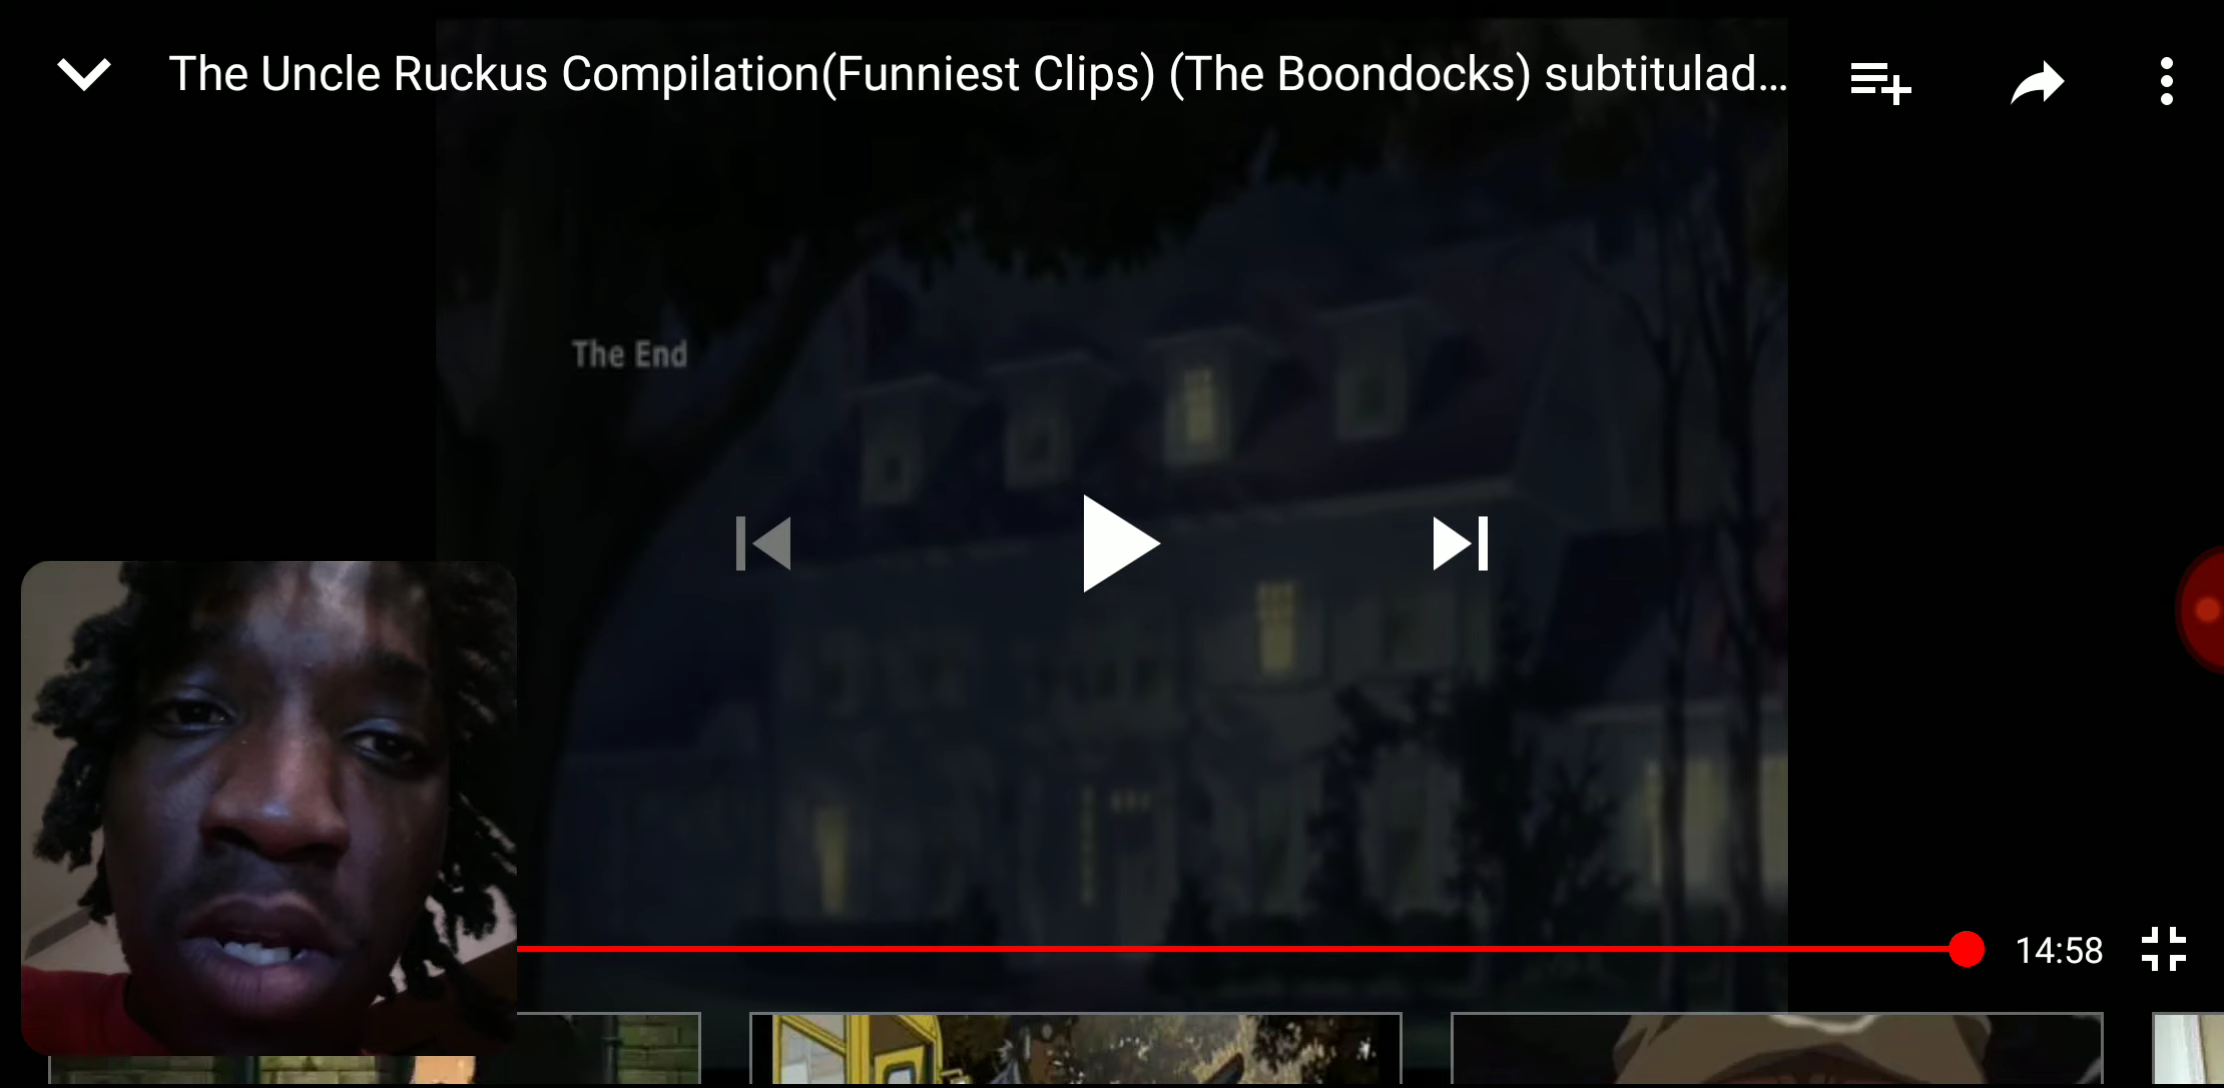 The Uncle Ruckus Compilation(Funniest Clips) (The Boondocks) subtitulad...
The End
14:58